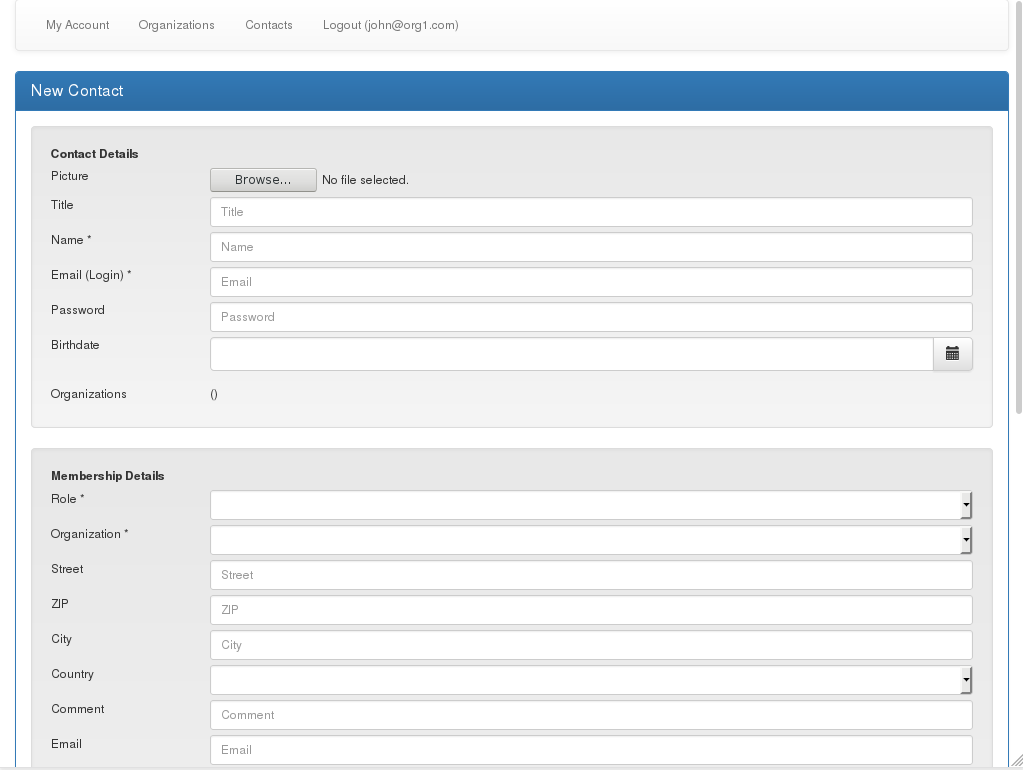 My Account Organizations Contacts Logout (john@org1.com)
New Contact
Contact Details
Picture Browse... No file selected.
Title Title
Name * Name
Email (Login) * Email
Password Password
Birthdate
Organizations ()
Membership Details
Role *
Organization *
Street Street
ZIP ZIP
City City
Country
Comment Comment
Email Email